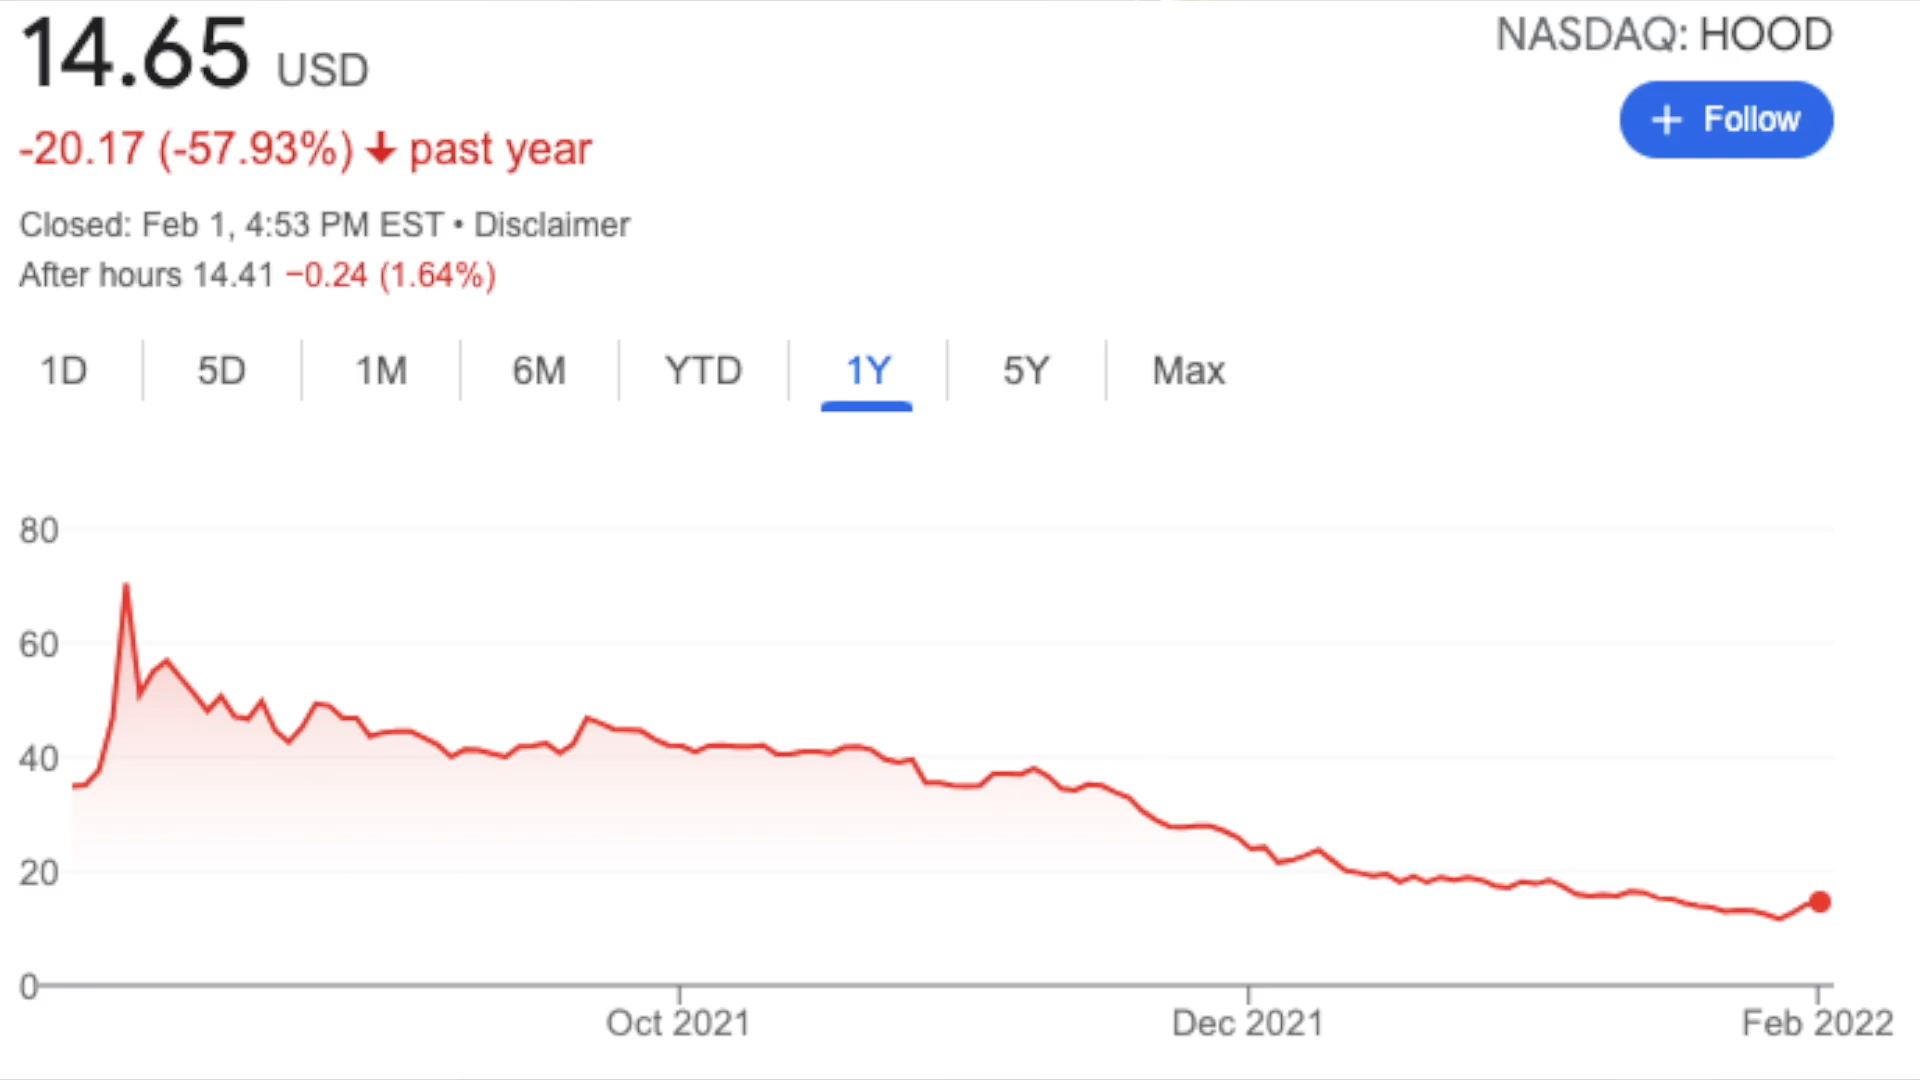 14.65 USD
NASDAQ: HOOD
+ Follow
-20.17 (-57.93%) ↓ past year
Closed: Feb 1, 4:53 PM EST • Disclaimer
After hours 14.41 −0.24 (1.64%)
1D 5D 1M 6M YTD 1Y 5Y Max
80
60
40
20
0
Oct 2021 Dec 2021 Feb 2022